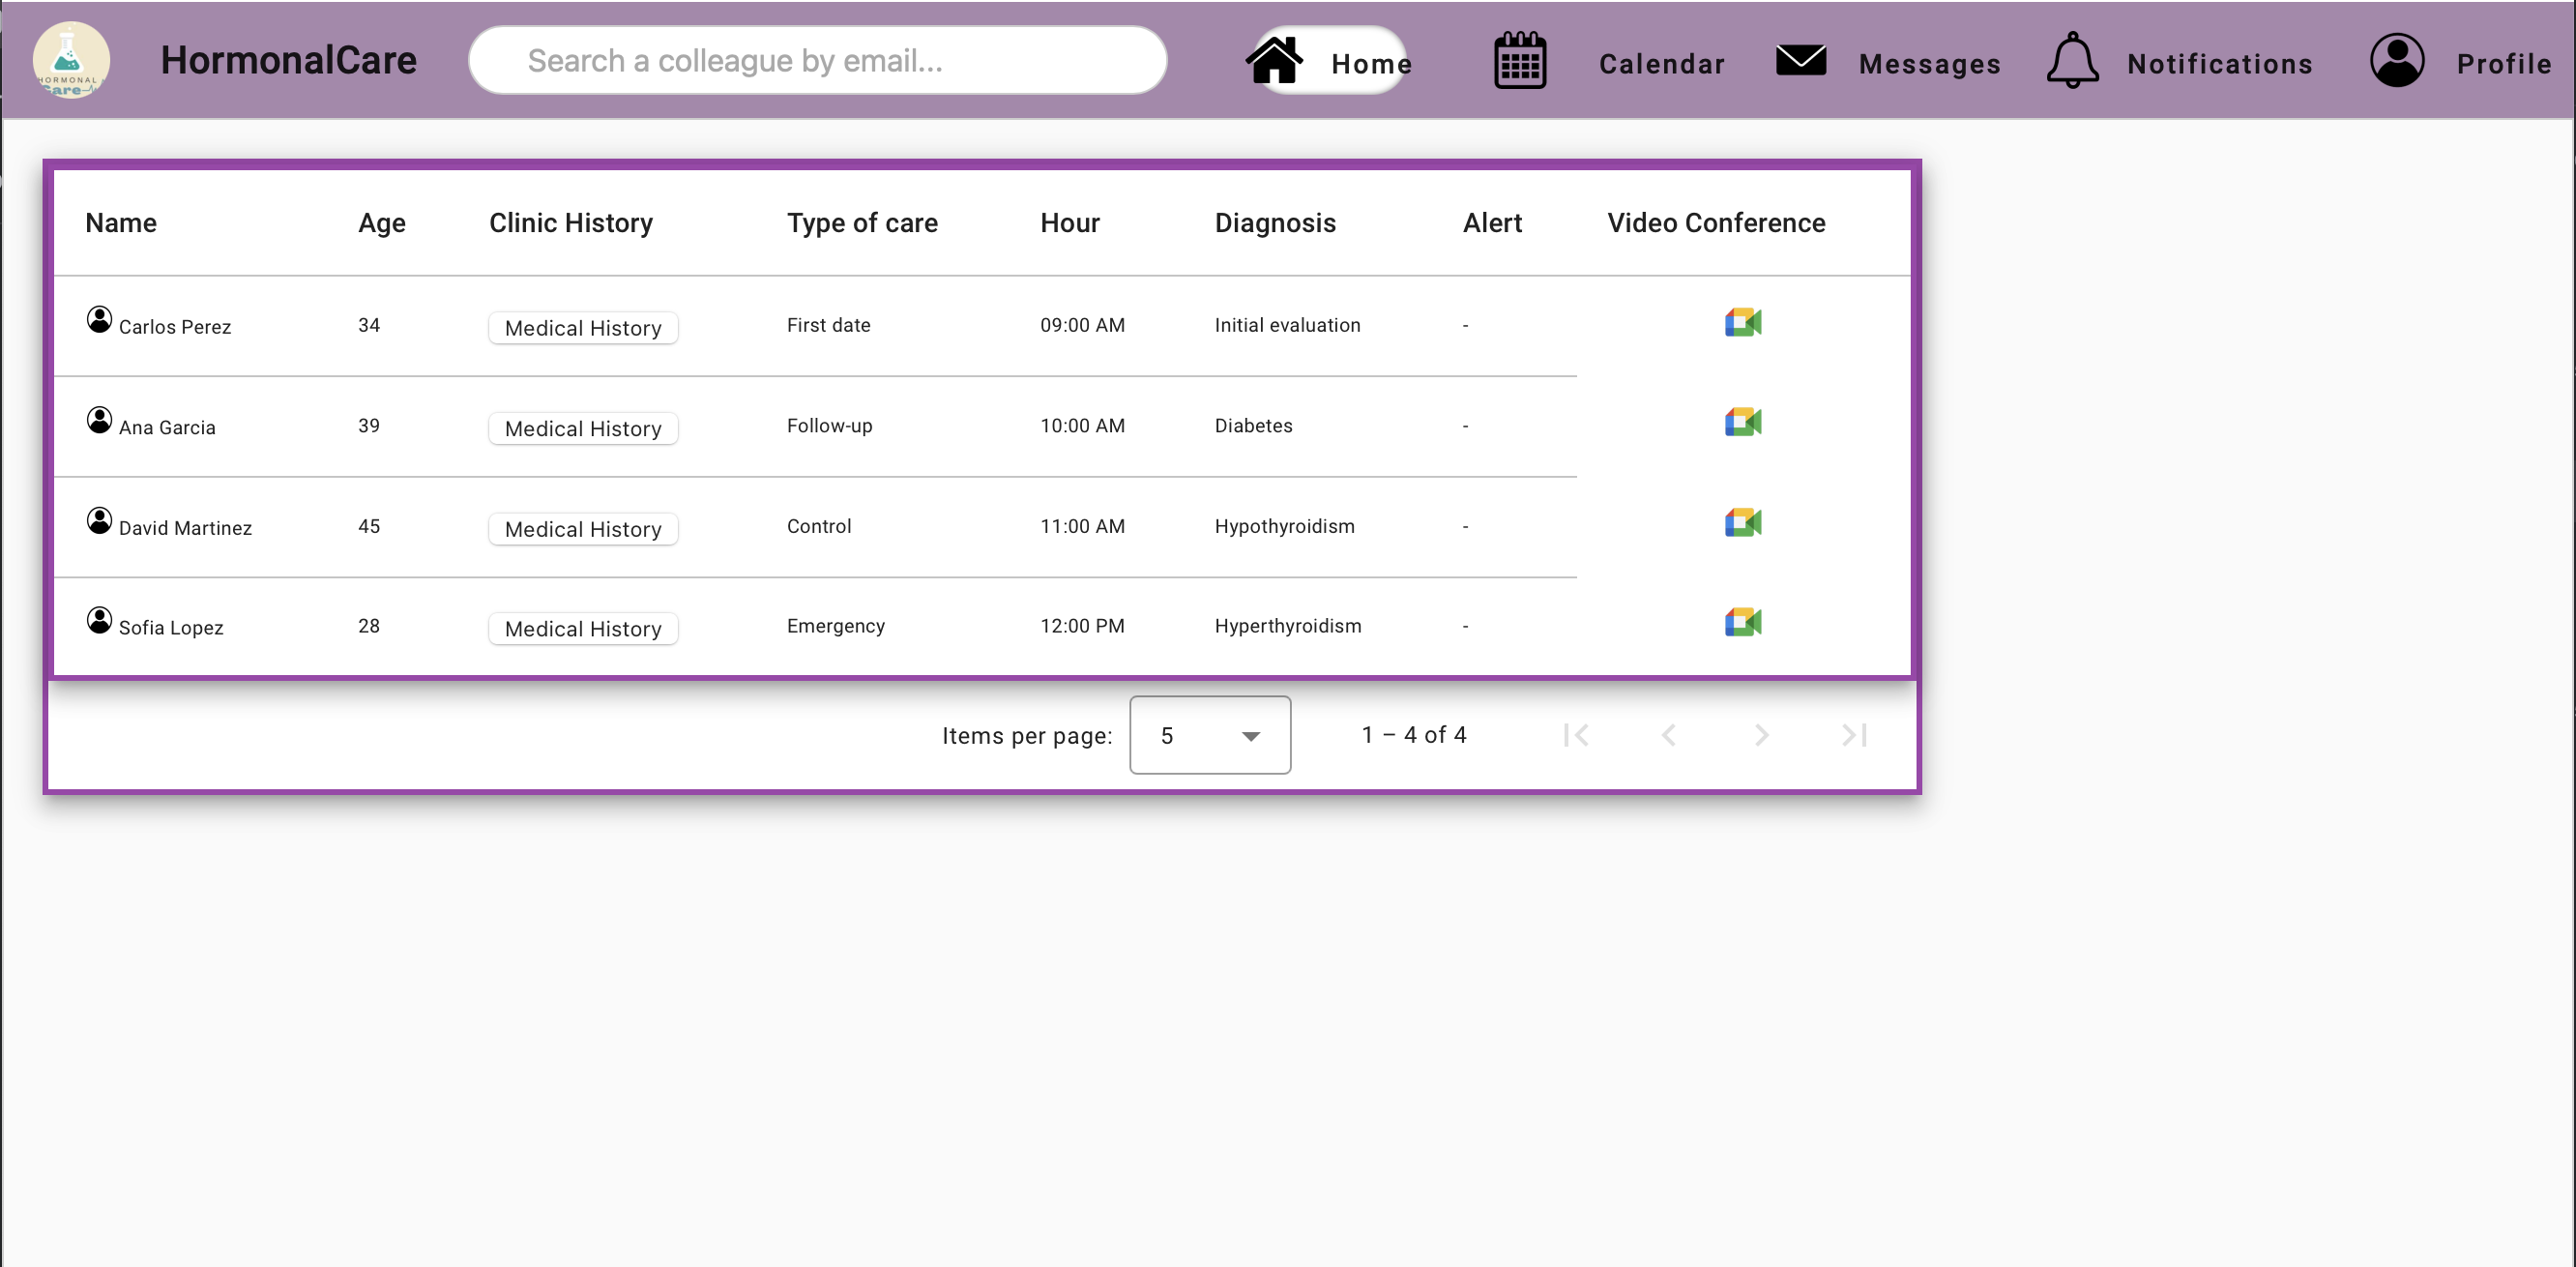 HORMONAL
Care
HormonalCare
Search a colleague by email...
Home
Calendar
Messages
Notifications
Profile
Name Age Clinic History Type of care Hour Diagnosis Alert Video Conference
Carlos Perez 34 Medical History First date 09:00 AM Initial evaluation -
Ana Garcia 39 Medical History Follow-up 10:00 AM Diabetes -
David Martinez 45 Medical History Control 11:00 AM Hypothyroidism -
Sofia Lopez 28 Medical History Emergency 12:00 PM Hyperthyroidism -
Items per page: 5 1 – 4 of 4